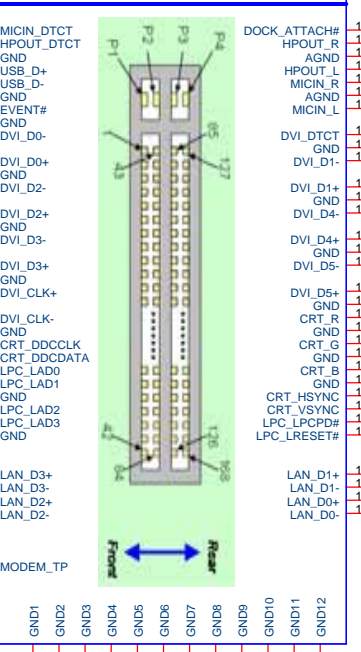 MICIN_DTCT
HPOUT_DTCT
GND
USB_D+
USB_D-
GND
EVENT#
GND
DVI_D0-
DVI_D0+
GND
DVI_D2-
DVI_D2+
GND
DVI_D3-
DVI_D3+
GND
DVI_CLK+
DVI_CLK-
GND
CRT_DDCCLK
CRT_DDCDATA
LPC_LAD0
LPC_LAD1
GND
LPC_LAD2
LPC_LAD3
GND
LAN_D3+
LAN_D3-
LAN_D2+
LAN_D2-
MODEM_TP
P1
P2
P3
P4
1
43
85
127
42
84
126
168
Front
Rear
DOCK_ATTACH#
HPOUT_R
AGND
HPOUT_L
MICIN_R
AGND
MICIN_L
DVI_DTCT
GND
DVI_D1-
DVI_D1+
GND
DVI_D4-
DVI_D4+
GND
DVI_D5-
DVI_D5+
GND
CRT_R
GND
CRT_G
GND
CRT_B
GND
CRT_HSYNC
CRT_VSYNC
LPC_LPCPD#
LPC_LRESET#
LAN_D1+
LAN_D1-
LAN_D0+
LAN_D0-
GND1
GND2
GND3
GND4
GND5
GND6
GND7
GND8
GND9
GND10
GND11
GND12